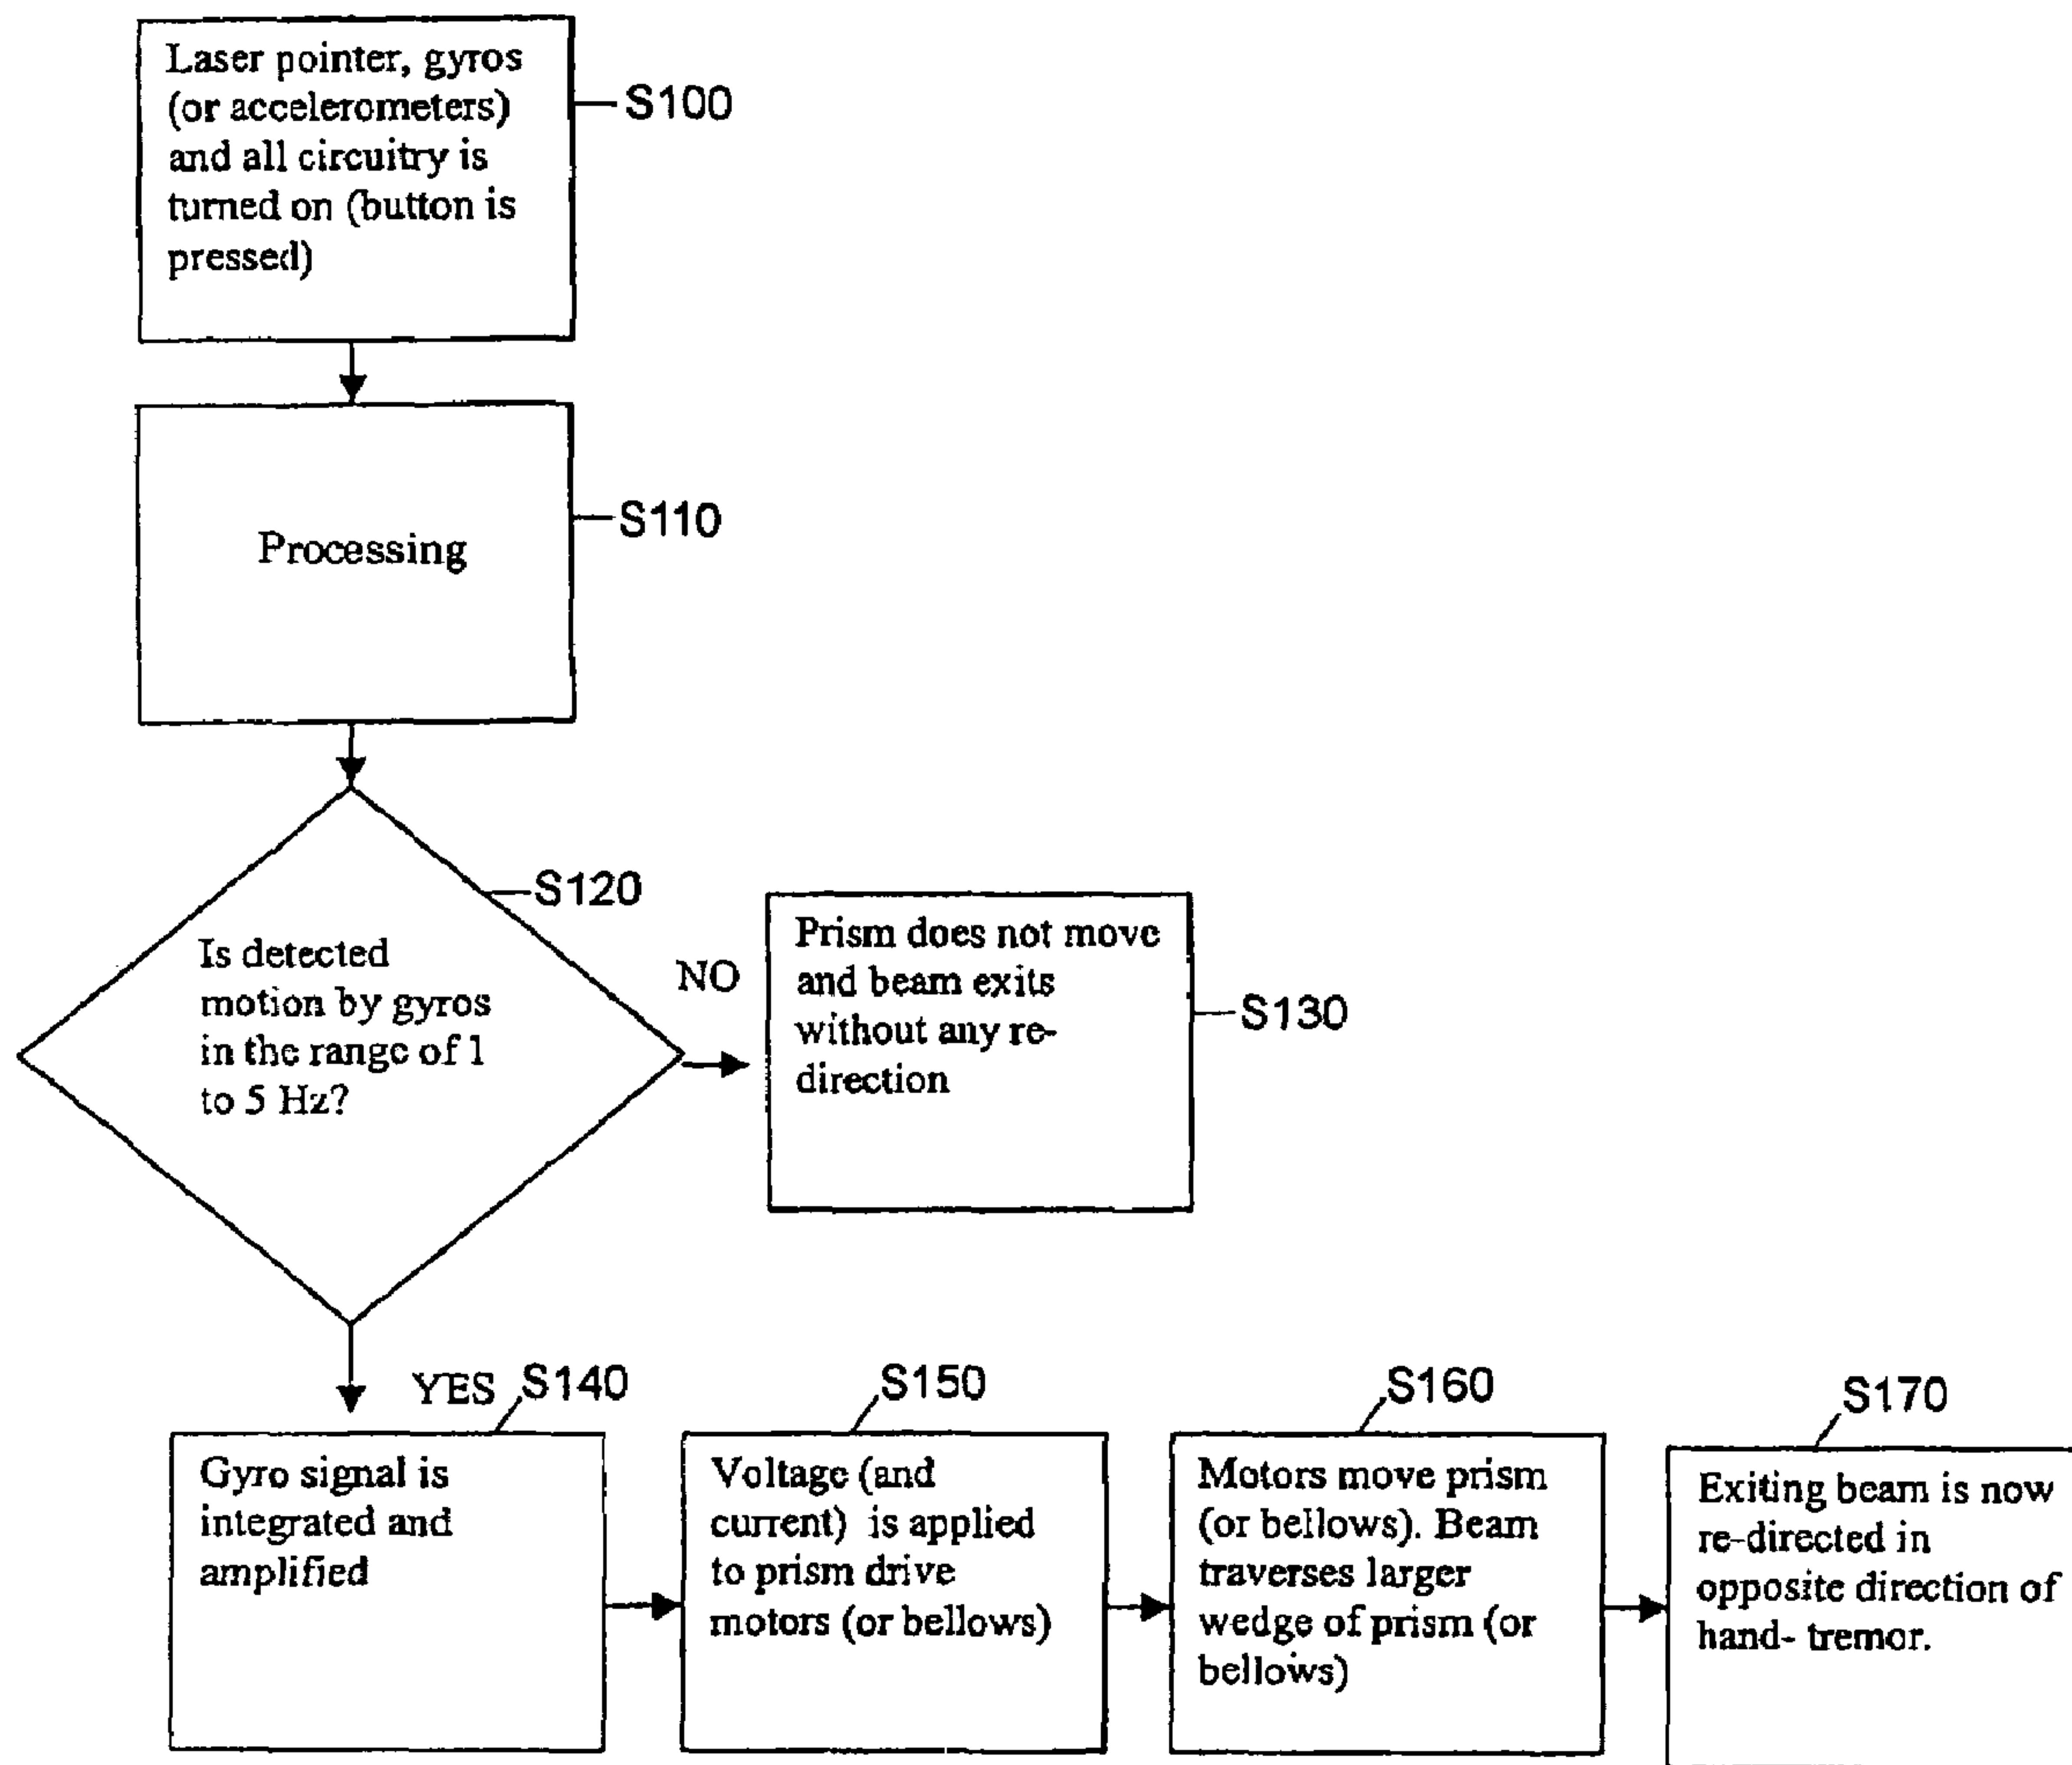 Laser pointer, gyros
(or accelerometers)
and all circuitry is
turned on (button is
pressed)
S100
Processing
S110
S120
Is detected
motion by gyros
in the range of 1
to 5 Hz?
NO
Prism does not move
and beam exits
without any re-
direction
S130
YES
S140
Gyro signal is
integrated and
amplified
S150
Voltage (and
current) is applied
to prism drive
motors (or bellows)
S160
Motors move prism
(or bellows). Beam
traverses larger
wedge of prism (or
bellows)
S170
Exiting beam is now
re-directed in
opposite direction of
hand- tremor.